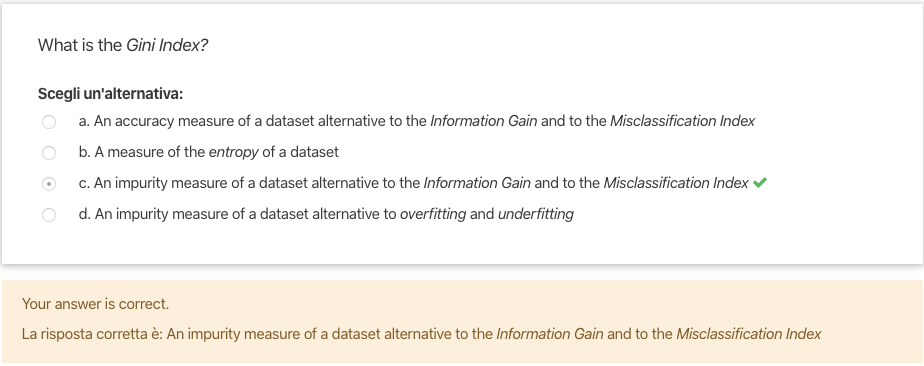 What is the Gini Index?
Scegli un'alternativa:
a. An accuracy measure of a dataset alternative to the Information Gain and to the Misclassification Index
b. A measure of the entropy of a dataset
c. An impurity measure of a dataset alternative to the Information Gain and to the Misclassification Index
d. An impurity measure of a dataset alternative to overfitting and underfitting
Your answer is correct.
La risposta corretta è: An impurity measure of a dataset alternative to the Information Gain and to the Misclassification Index